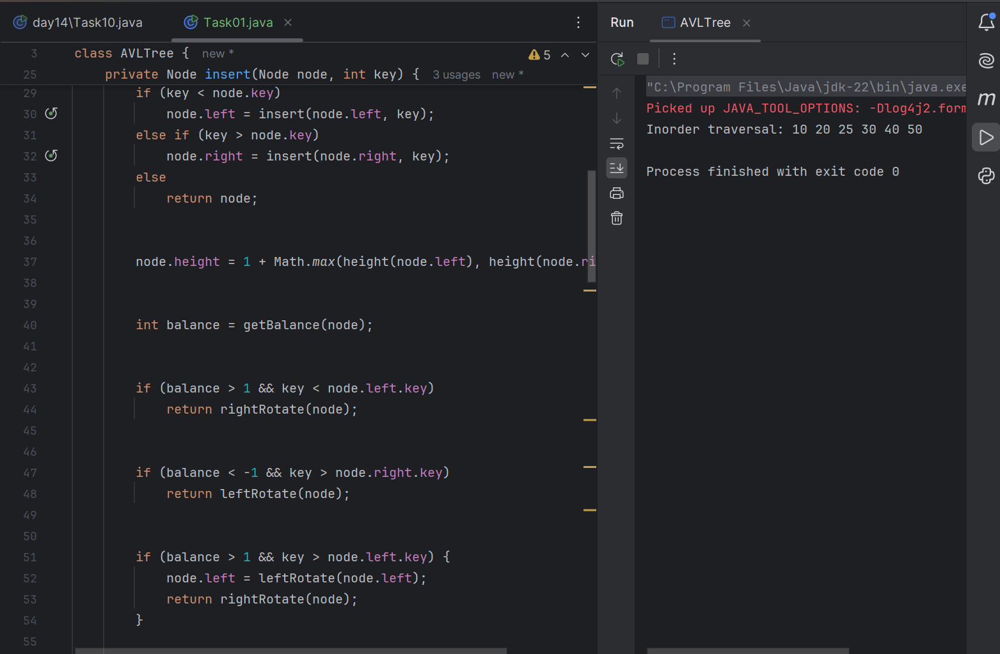 day14\Task10.java
Task01.java
Run
AVLTree
3 class AVLTree { new *
5
25 private Node insert(Node node, int key) { 3 usages new *
29 if (key < node.key)
30 node.left = insert(node.left, key);
31 else if (key > node.key)
32 node.right = insert(node.right, key);
33 else
34 return node;
35
36
37 node.height = 1 + Math.max(height(node.left), height(node.ri
38
39
40 int balance = getBalance(node);
41
42
43 if (balance > 1 && key < node.left.key)
44 return rightRotate(node);
45
46
47 if (balance < -1 && key > node.right.key)
48 return leftRotate(node);
49
50
51 if (balance > 1 && key > node.left.key) {
52 node.left = leftRotate(node.left);
53 return rightRotate(node);
54 }
55
"C:\Program Files\Java\jdk-22\bin\java.exe
Picked up JAVA_TOOL_OPTIONS: -Dlog4j2.form
Inorder traversal: 10 20 25 30 40 50
Process finished with exit code 0
m